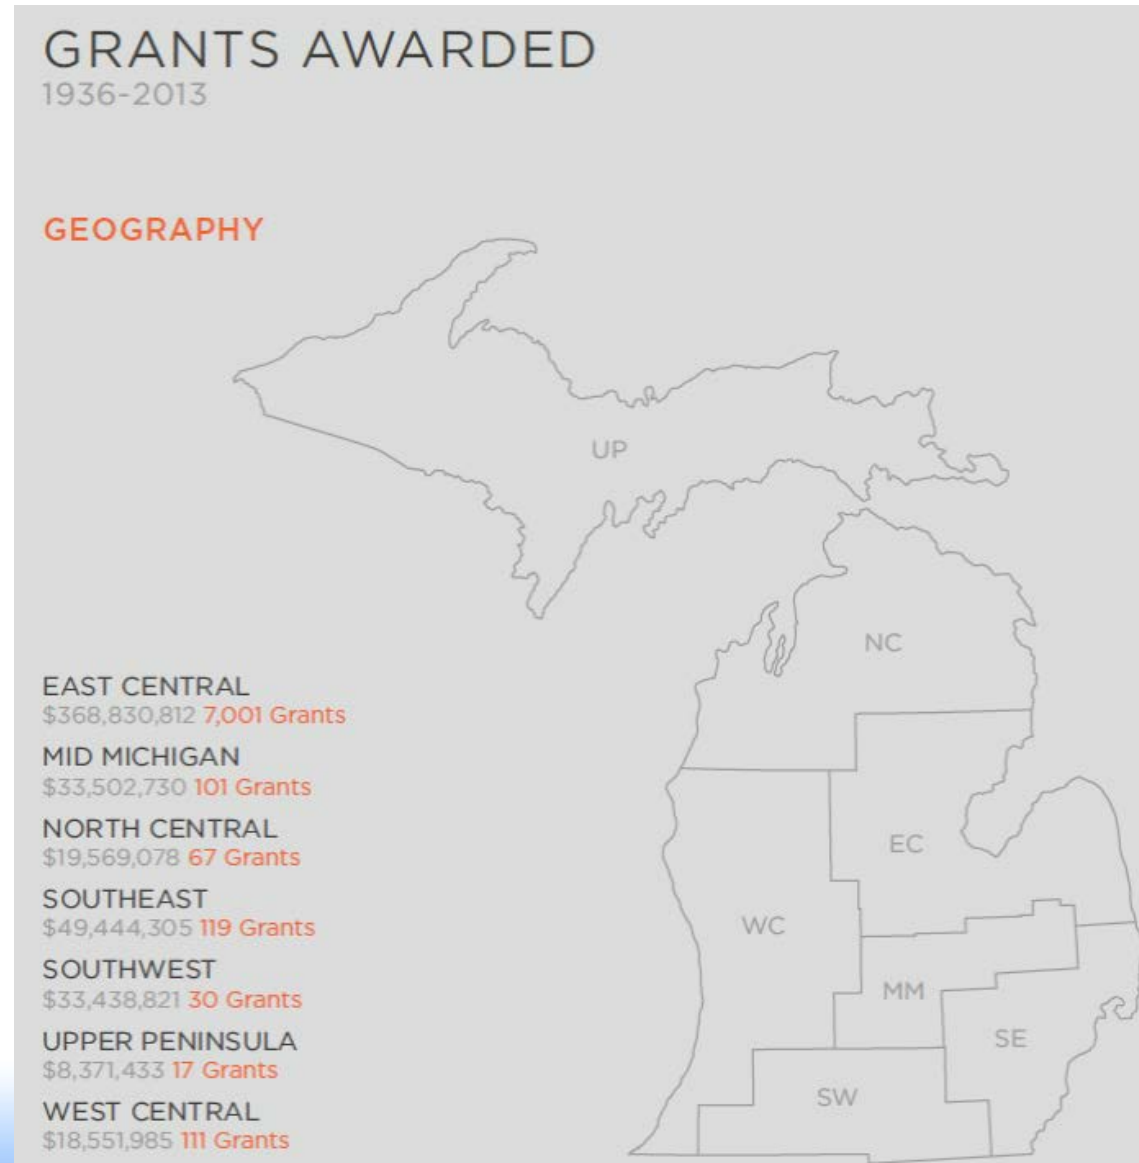 GRANTS AWARDED
1936-2013
GEOGRAPHY
UP
NC
EC
WC
MM
SE
SW
EAST CENTRAL
$368,830,812 7,001 Grants
MID MICHIGAN
$33,502,730 101 Grants
NORTH CENTRAL
$19,569,078 67 Grants
SOUTHEAST
$49,444,305 119 Grants
SOUTHWEST
$33,438,821 30 Grants
UPPER PENINSULA
$8,371,433 17 Grants
WEST CENTRAL
$18,551,985 111 Grants